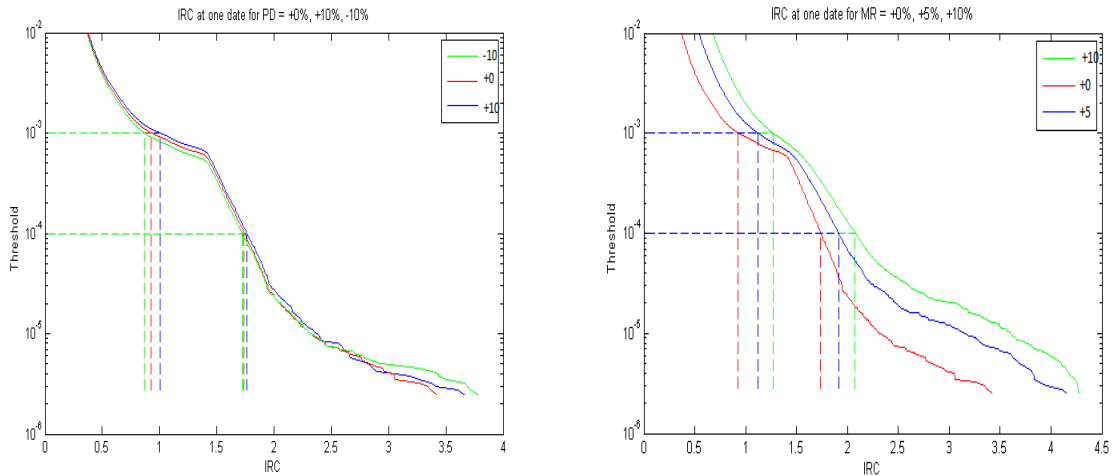 IRC at one date for PD = +0%, +10%, -10%
10^-2
10^-3
10^-4
10^-5
10^-6
Threshold
0 0.5 1 1.5 2 2.5 3 3.5 4
IRC
-10
+0
+10
IRC at one date for MR = +0%, +5%, +10%
10^-2
10^-3
10^-4
10^-5
10^-6
Threshold
0 0.5 1 1.5 2 2.5 3 3.5 4 4.5
IRC
+10
+0
+5